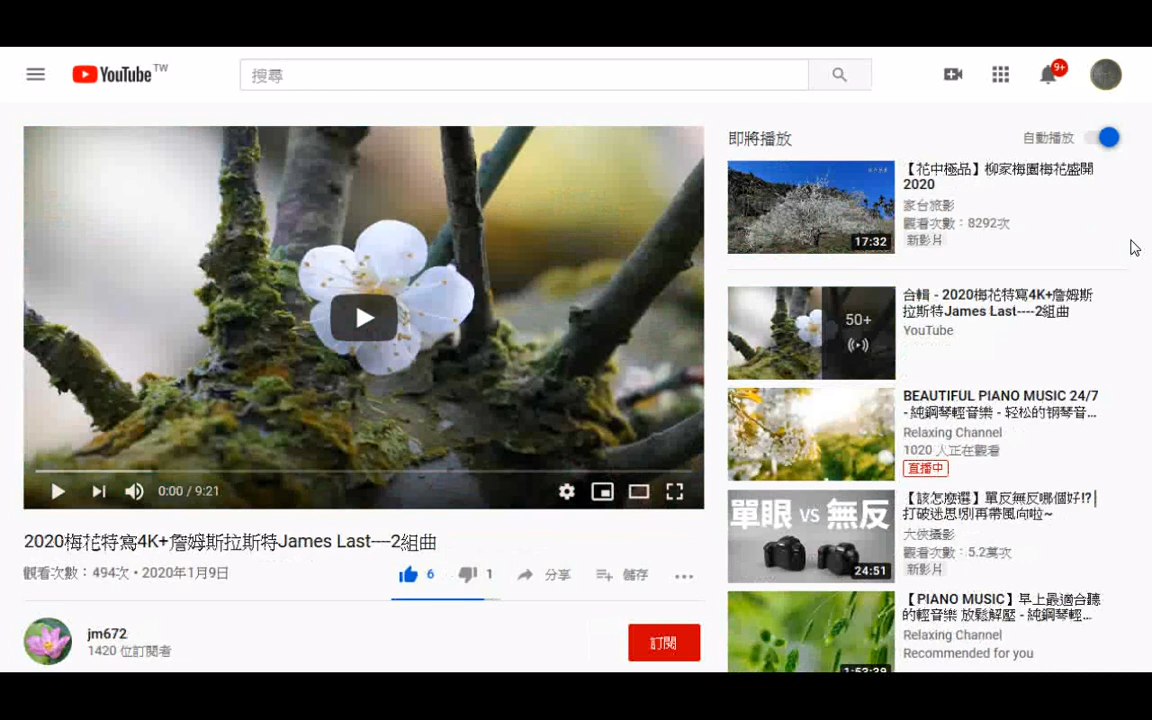 YouTube TW
搜尋
9+
0:00 / 9:21
2020梅花特寫4K+詹姆斯拉斯特James Last----2組曲
觀看次數：494次 • 2020年1月9日
6
1
分享
儲存
jm672
1420 位訂閱者
訂閱
即將播放
自動播放
17:32
【花中極品】柳家梅園梅花盛開
2020
家台旅影
觀看次數：8292次
新影片
50+
合輯 - 2020梅花特寫4K+詹姆斯
拉斯特James Last----2組曲
YouTube
BEAUTIFUL PIANO MUSIC 24/7
- 純鋼琴輕音樂 - 轻松的钢琴音...
Relaxing Channel
1020 人正在觀看
直播中
單眼 VS 無反
24:51
【該怎麼選】單反無反哪個好!?|
打破迷思!別再帶風向啦~
大俠攝影
觀看次數：5.2萬次
新影片
1:53:39
【PIANO MUSIC】早上最適合聽
的輕音樂 放鬆解壓 - 純鋼琴輕...
Relaxing Channel
Recommended for you